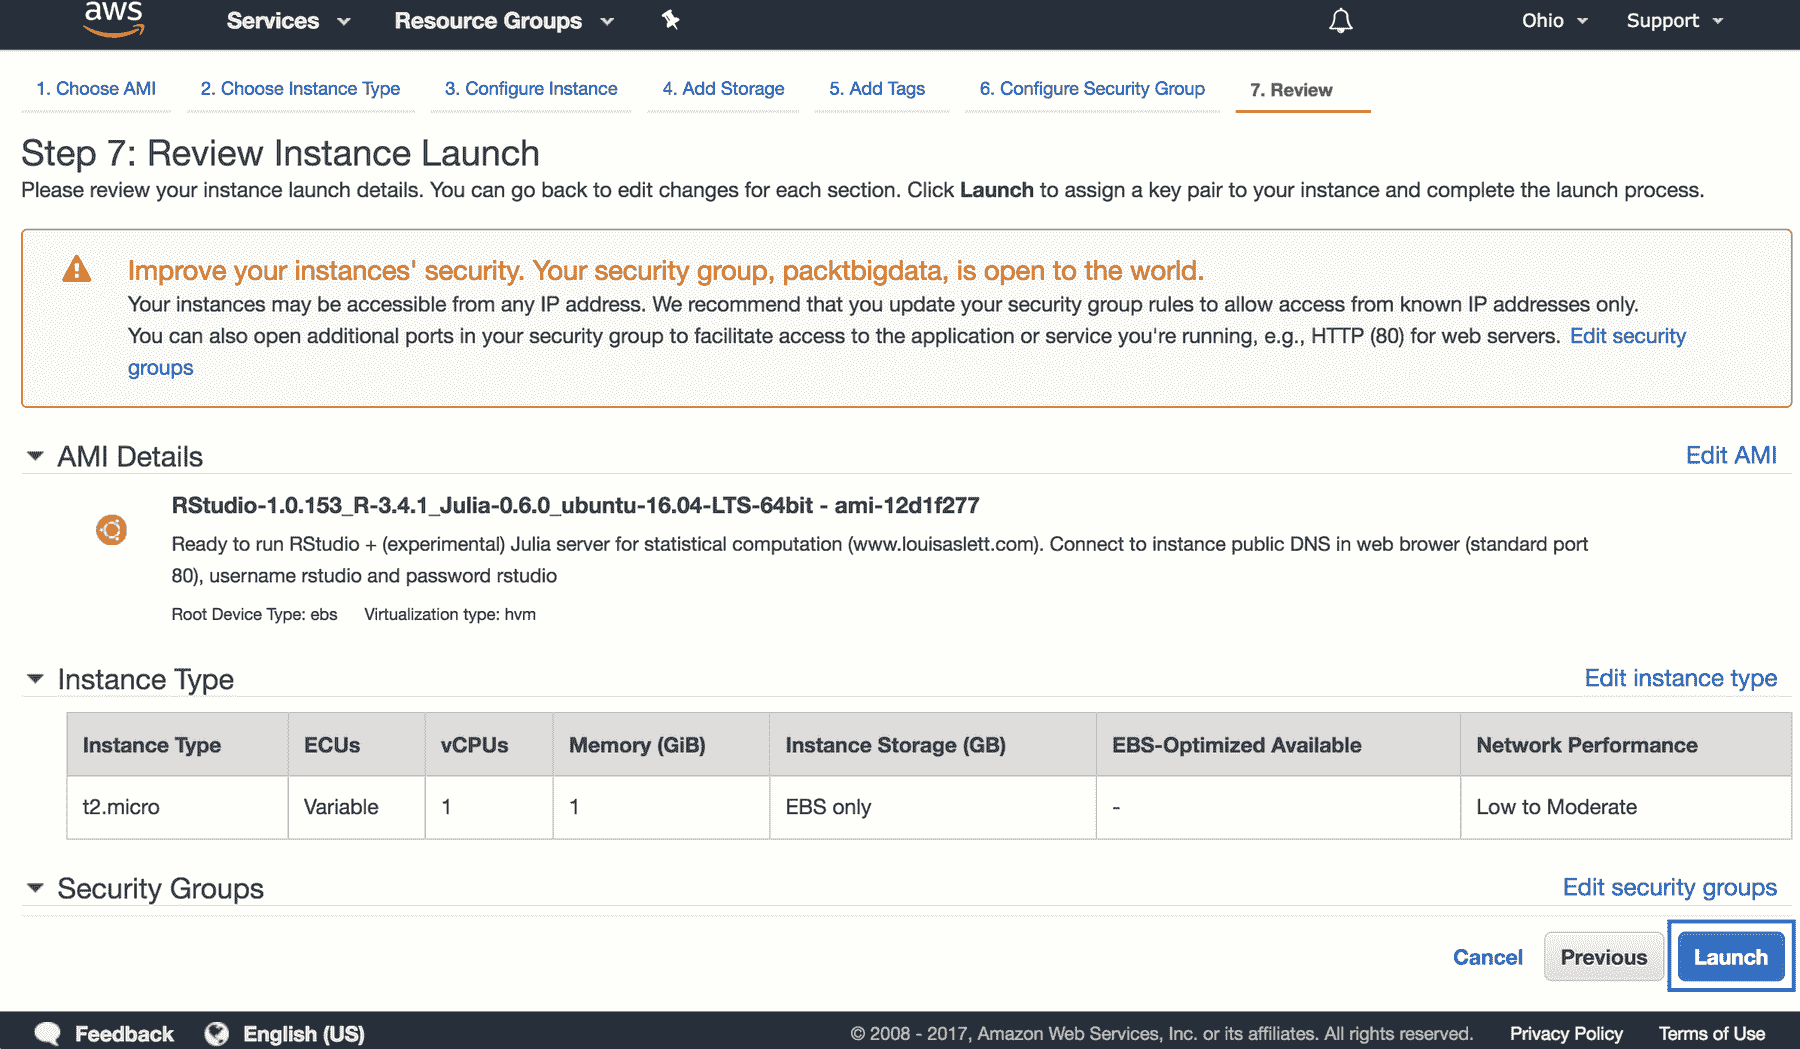 aws Services Resource Groups Ohio Support
1. Choose AMI 2. Choose Instance Type 3. Configure Instance 4. Add Storage 5. Add Tags 6. Configure Security Group 7. Review
Step 7: Review Instance Launch
Please review your instance launch details. You can go back to edit changes for each section. Click Launch to assign a key pair to your instance and complete the launch process.
Improve your instances' security. Your security group, packtbigdata, is open to the world.
Your instances may be accessible from any IP address. We recommend that you update your security group rules to allow access from known IP addresses only.
You can also open additional ports in your security group to facilitate access to the application or service you're running, e.g., HTTP (80) for web servers. Edit security
groups
AMI Details Edit AMI
RStudio-1.0.153_R-3.4.1_Julia-0.6.0_ubuntu-16.04-LTS-64bit - ami-12d1f277
Ready to run RStudio + (experimental) Julia server for statistical computation (www.louisaslett.com). Connect to instance public DNS in web brower (standard port
80), username rstudio and password rstudio
Root Device Type: ebs Virtualization type: hvm
Instance Type Edit instance type
Instance Type ECUs vCPUs Memory (GiB) Instance Storage (GB) EBS-Optimized Available Network Performance
t2.micro Variable 1 1 EBS only - Low to Moderate
Security Groups Edit security groups
Cancel Previous Launch
Feedback English (US) © 2008 - 2017, Amazon Web Services, Inc. or its affiliates. All rights reserved. Privacy Policy Terms of Use